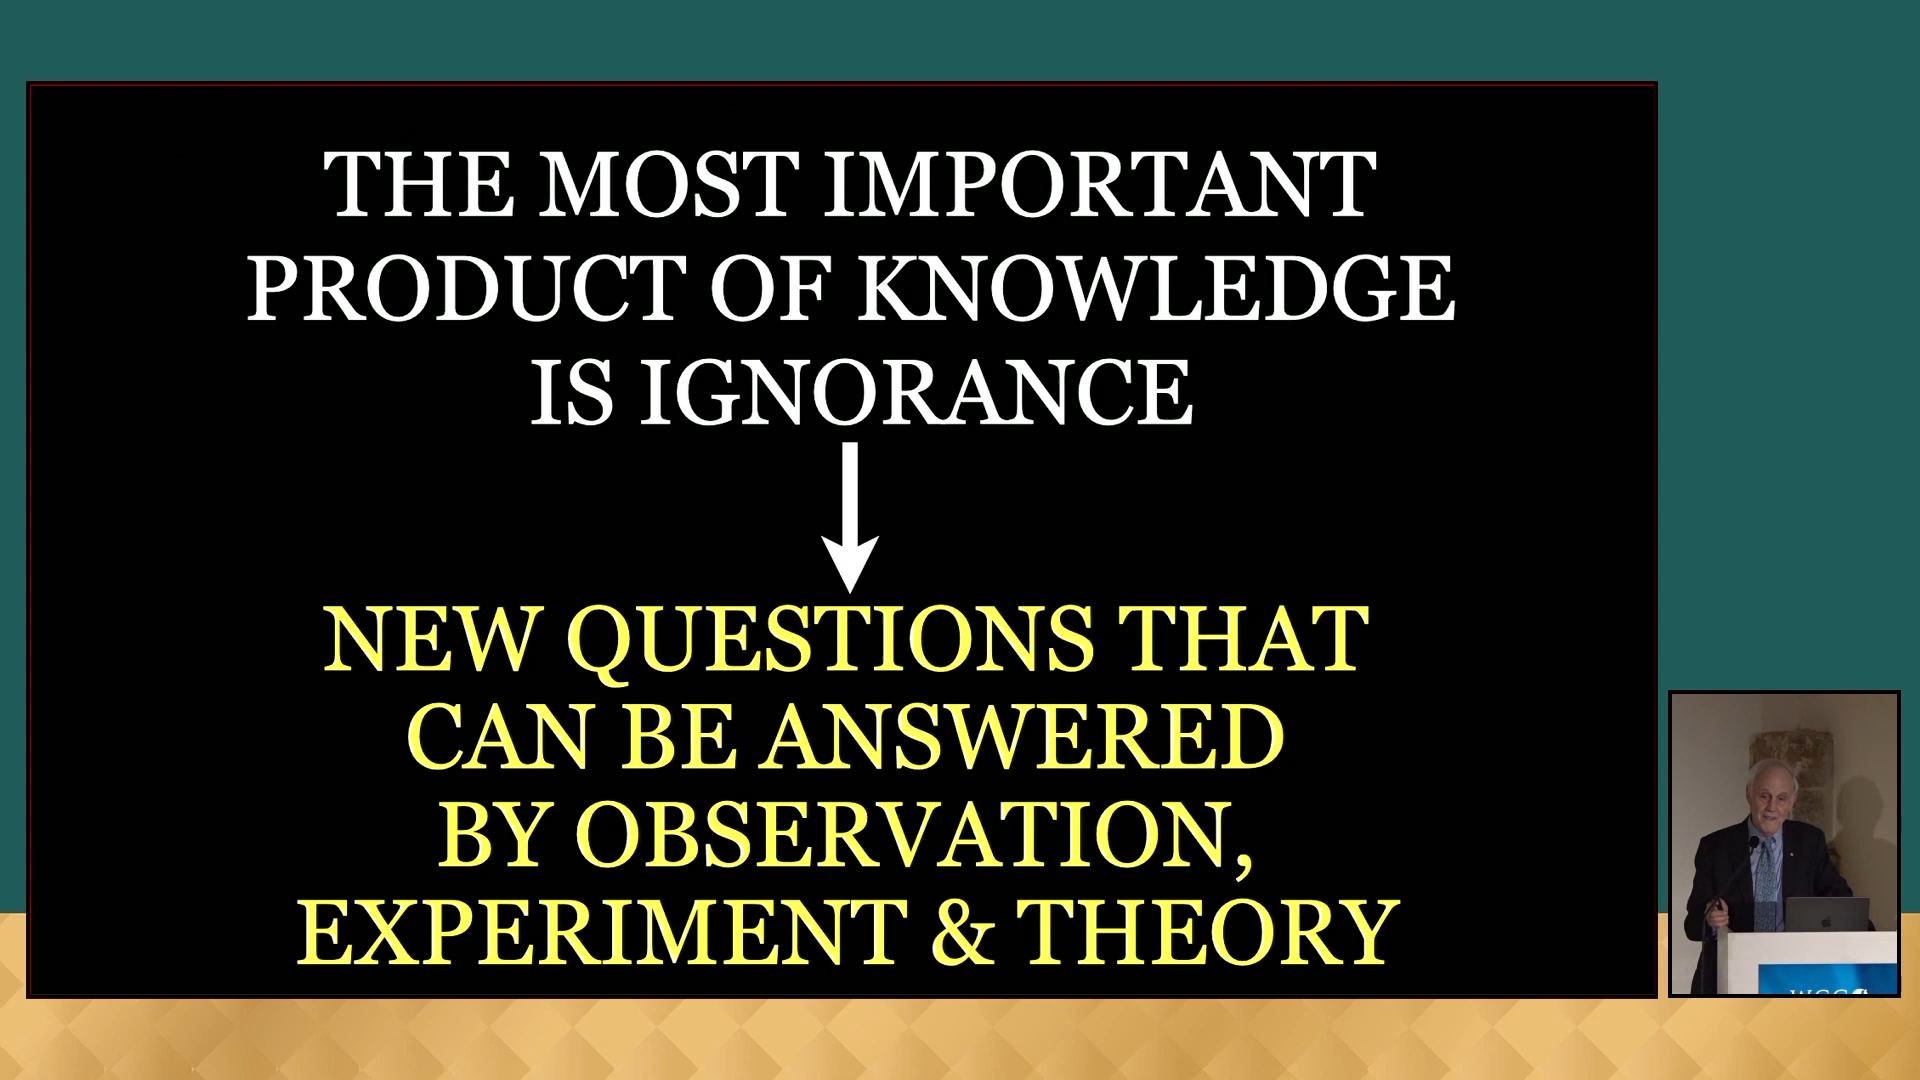 THE MOST IMPORTANT
PRODUCT OF KNOWLEDGE
IS IGNORANCE
NEW QUESTIONS THAT
CAN BE ANSWERED
BY OBSERVATION,
EXPERIMENT & THEORY